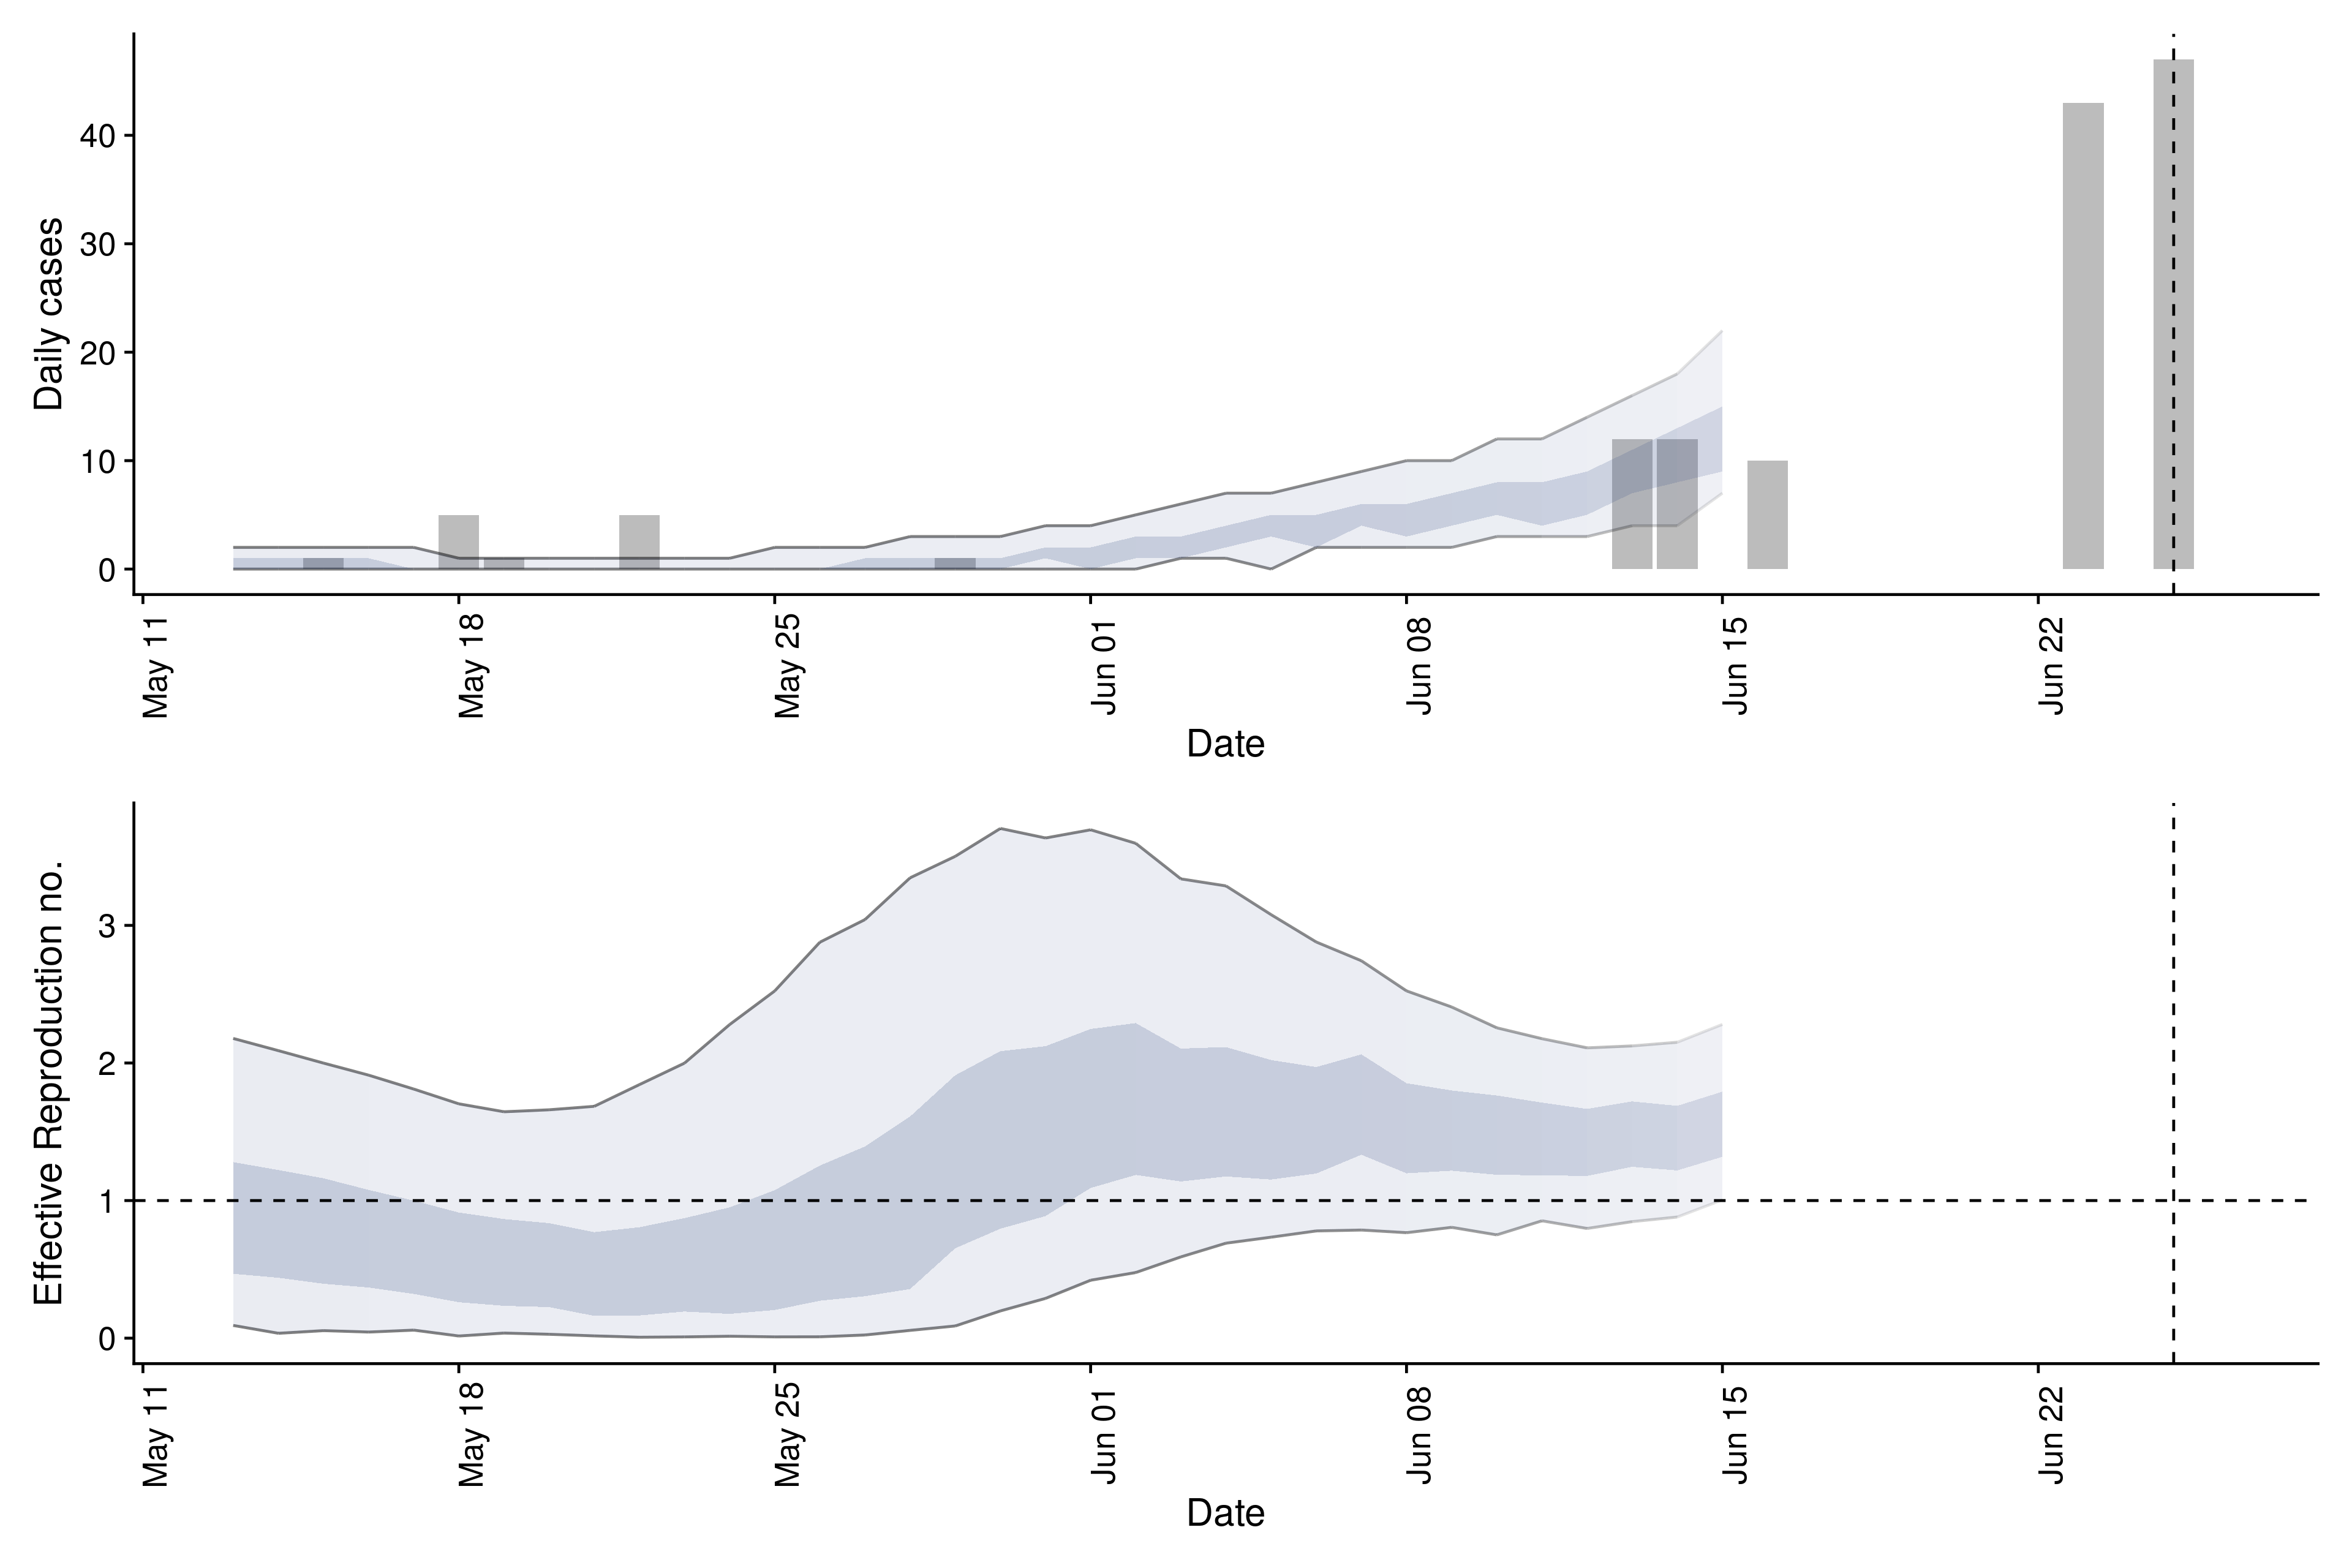 Daily cases
40
30
20
10
0
May 11
May 18
May 25
Jun 01
Jun 08
Jun 15
Jun 22
Date
Effective Reproduction no.
3
2
1
0
May 11
May 18
May 25
Jun 01
Jun 08
Jun 15
Jun 22
Date